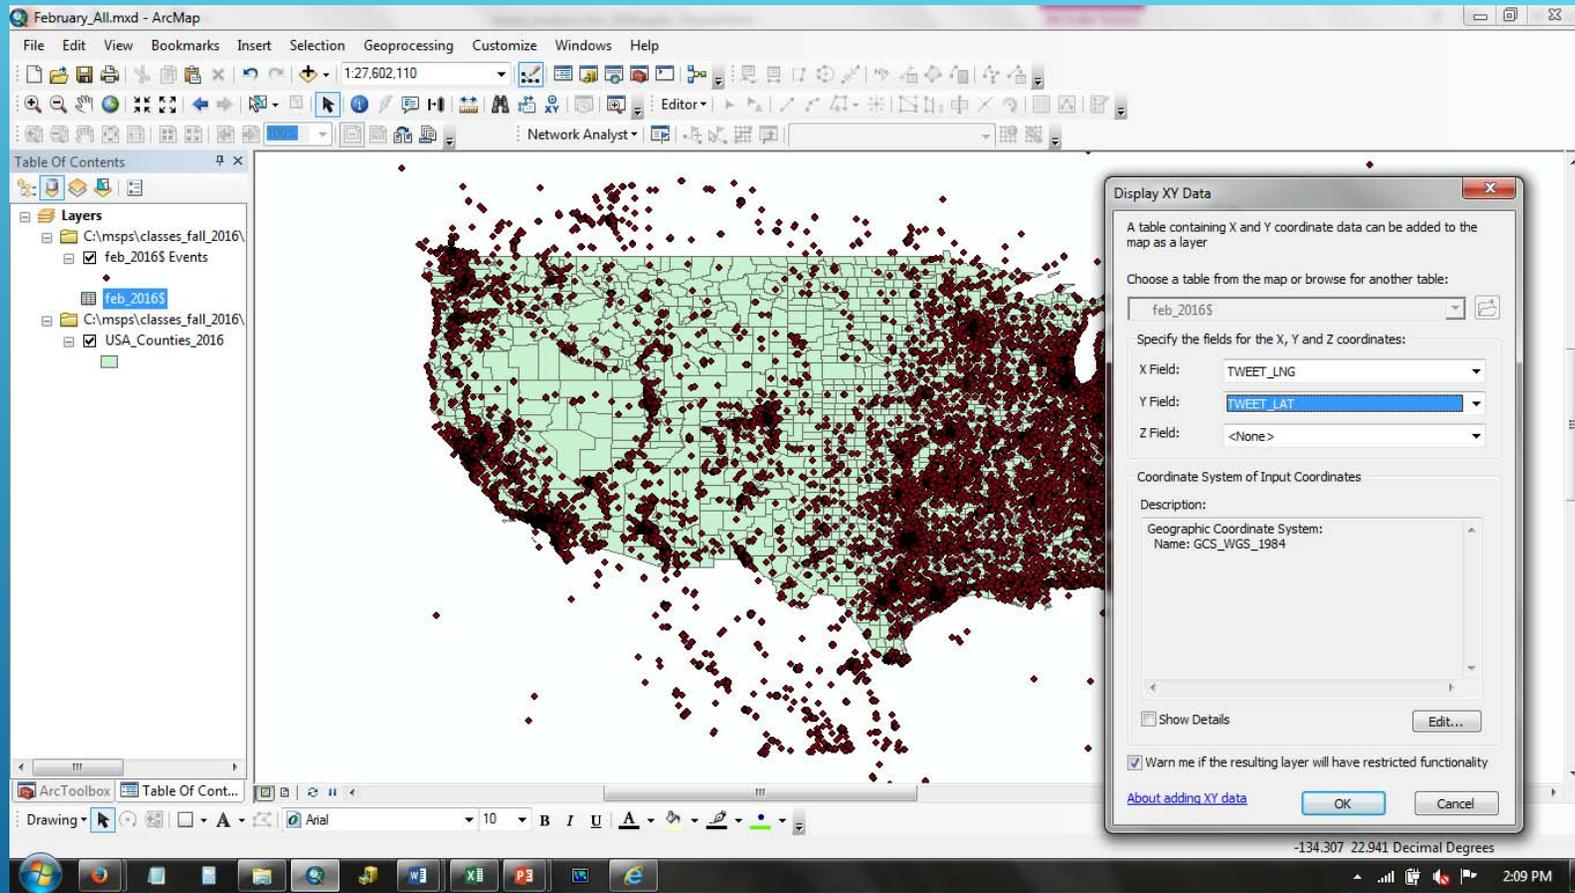 February_All.mxd - ArcMap
File Edit View Bookmarks Insert Selection Geoprocessing Customize Windows Help
1:27,602,110
Editor
100%
Network Analyst
Table Of Contents
Layers
C:\msps\classes_fall_2016\
feb_2016$ Events
feb_2016$
C:\msps\classes_fall_2016\
USA_Counties_2016
ArcToolbox
Table Of Cont...
Drawing
A
Arial
10
B I U A
Display XY Data
A table containing X and Y coordinate data can be added to the
map as a layer
Choose a table from the map or browse for another table:
feb_2016$
Specify the fields for the X, Y and Z coordinates:
X Field: TWEET_LNG
Y Field: TWEET_LAT
Z Field: <None>
Coordinate System of Input Coordinates
Description:
Geographic Coordinate System:
Name: GCS_WGS_1984
Show Details
Edit...
Warn me if the resulting layer will have restricted functionality
About adding XY data
OK
Cancel
-134.307 22.941 Decimal Degrees
2:09 PM